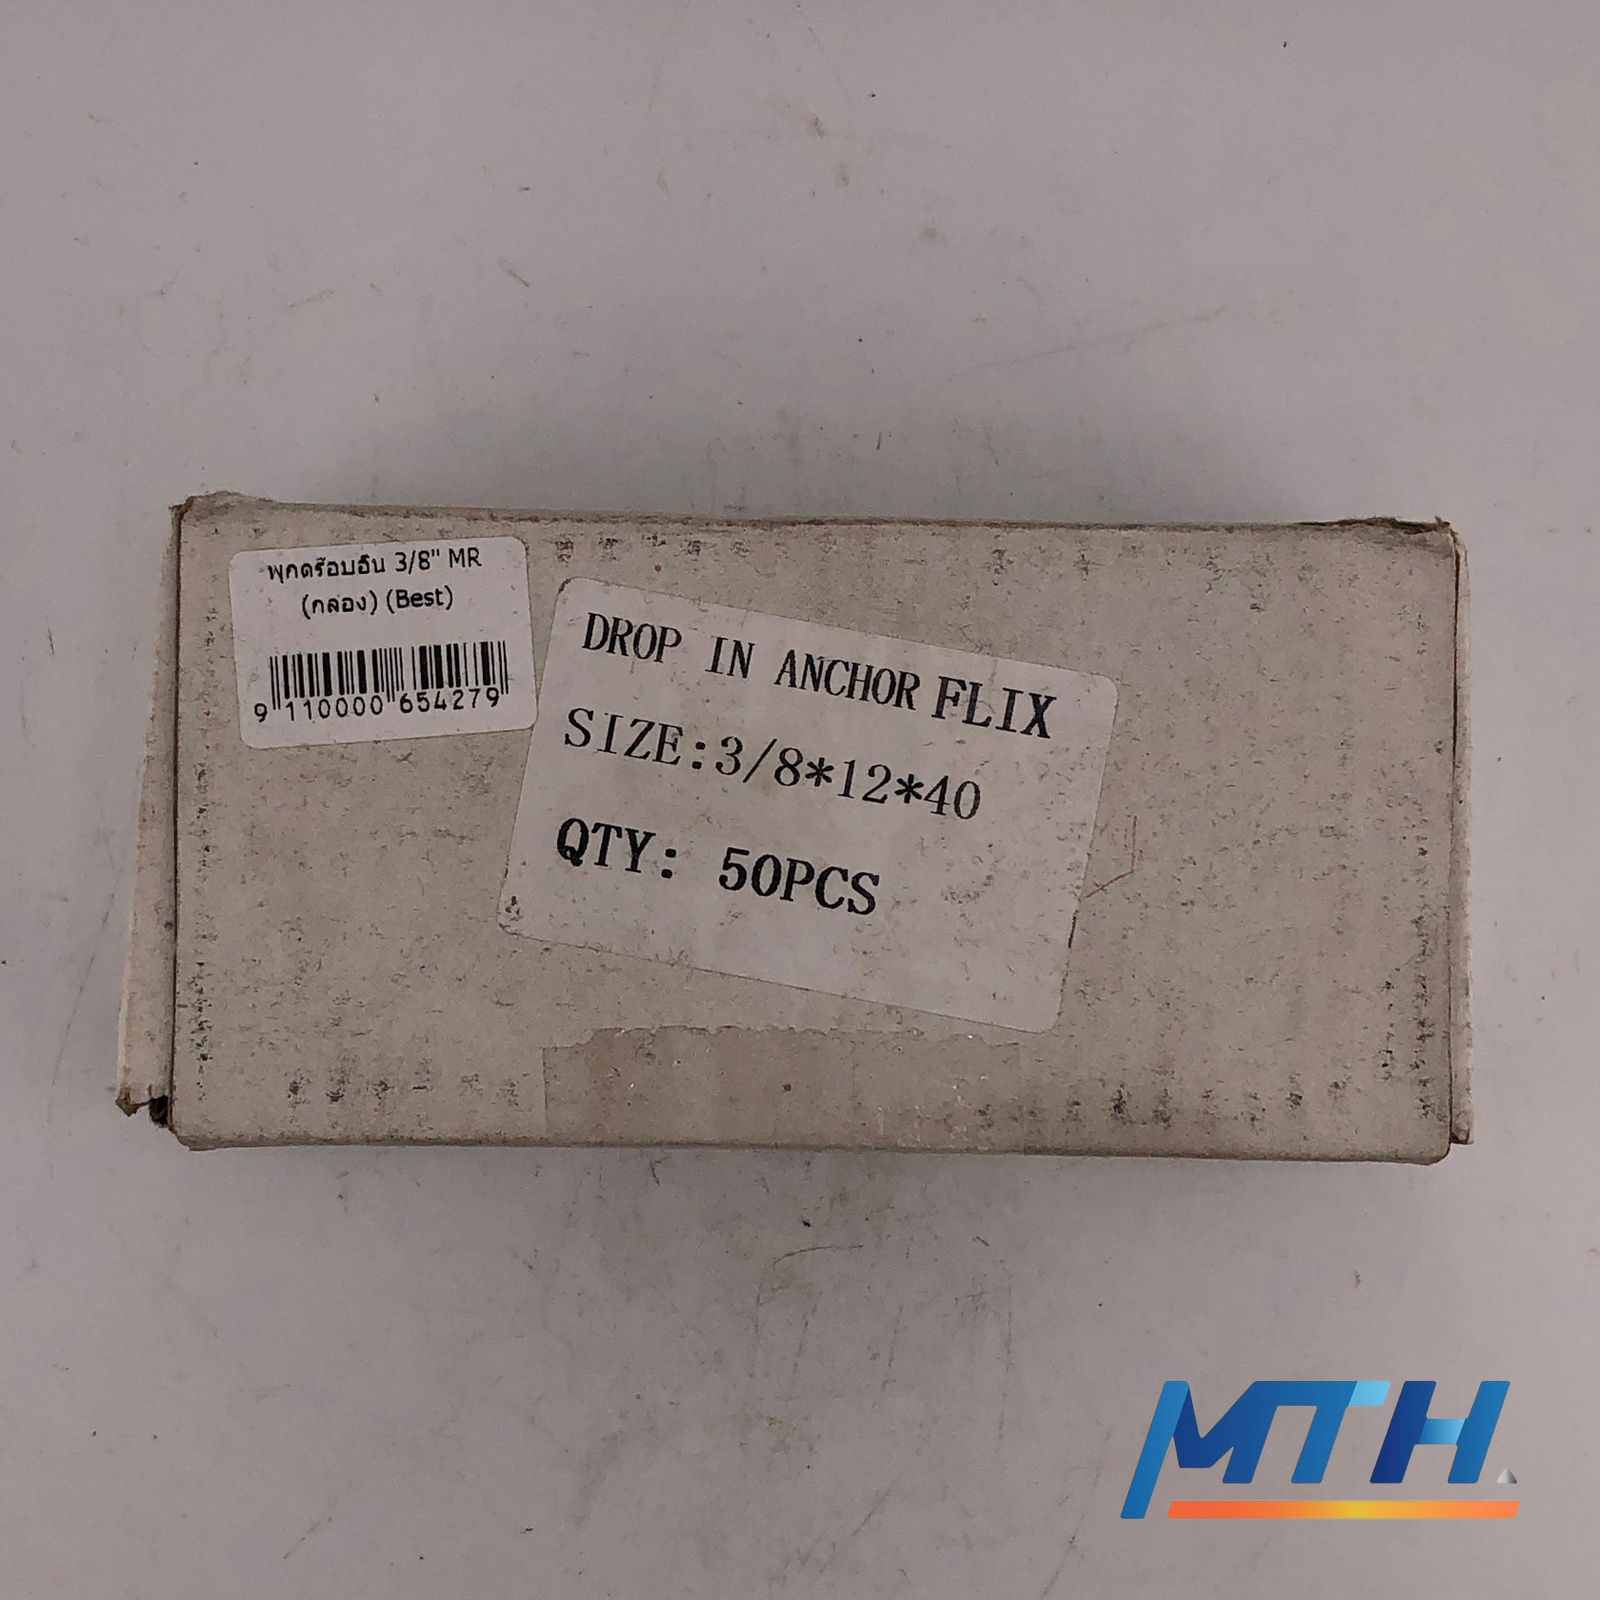 พุกดร๊อบอิน 3/8" MR
(กล่อง) (Best)
9 110000 654279
DROP IN ANCHOR FLIX
SIZE:3/8*12*40
QTY: 50PCS
MTH